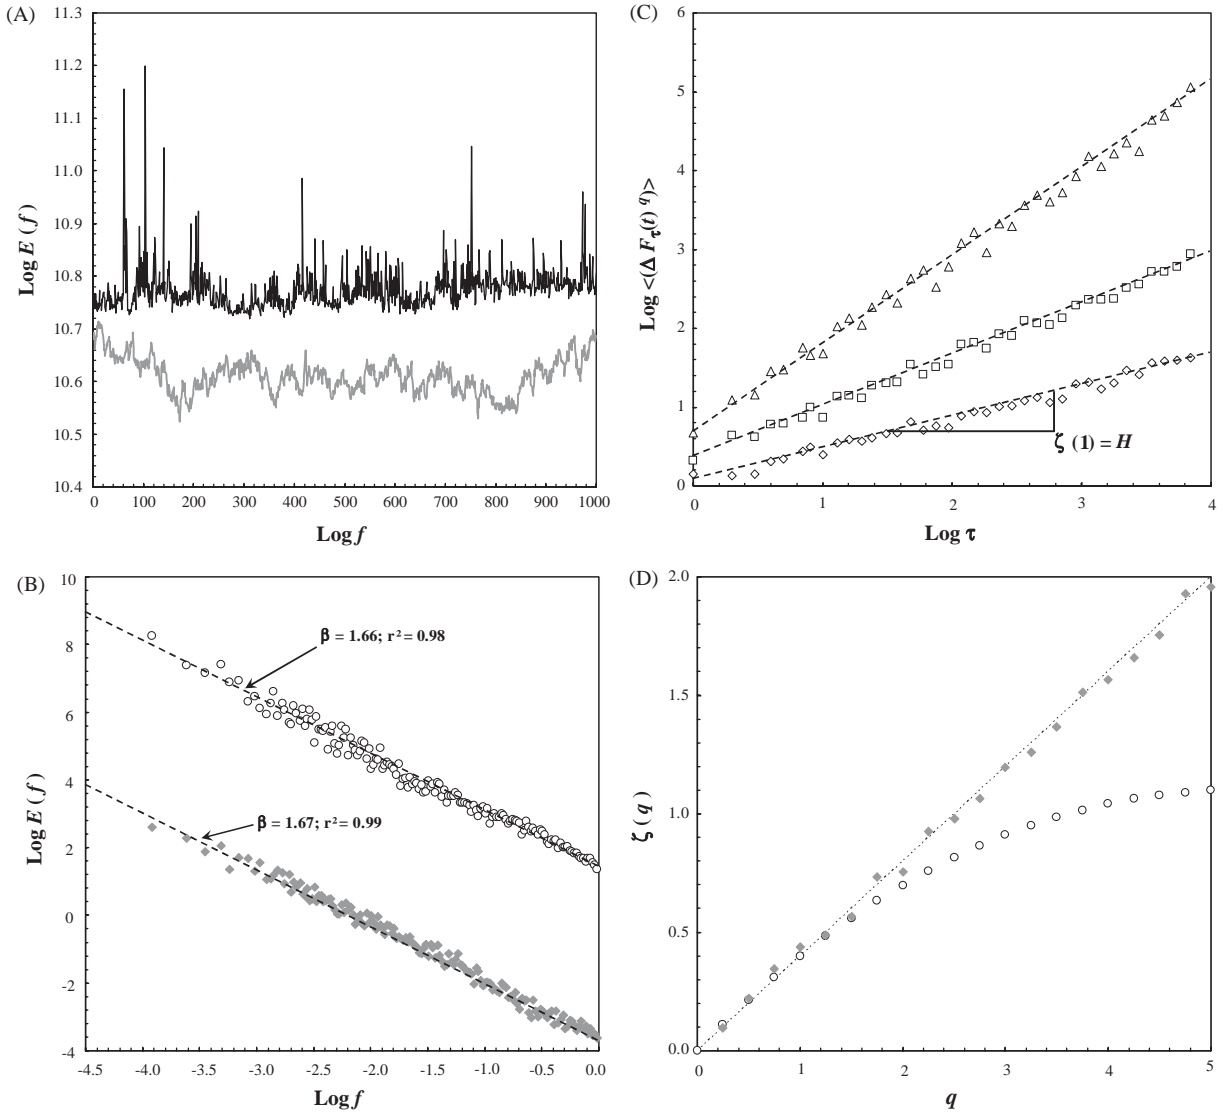 (A)
11.3
11.2
11.1
11.0
10.9
10.8
10.7
10.6
10.5
10.4
Log E (f)
0 100 200 300 400 500 600 700 800 900 1000
Log f
(C)
6
5
4
3
2
1
0
Log <(Δ Fτ(t) q)>
ζ (1) = H
0 1 2 3 4
Log τ
(B)
10
8
6
4
2
0
-2
-4
Log E (f)
β = 1.66; r² = 0.98
β = 1.67; r² = 0.99
-4.5 -4.0 -3.5 -3.0 -2.5 -2.0 -1.5 -1.0 -0.5 0.0
Log f
(D)
2.0
1.5
1.0
0.5
0.0
ζ (q)
0 1 2 3 4 5
q